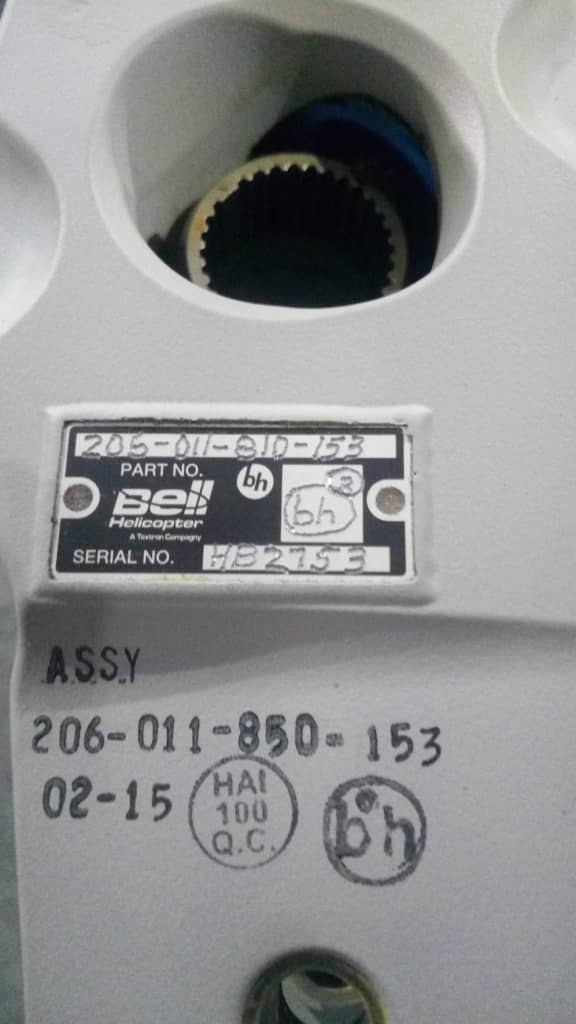 206-011-810-153
PART NO.
bh
bh
Bell
Helicopter
A Textron Company
SERIAL NO. HB2753
ASSY
206-011-850-153
02-15
HAI
100
Q.C.
bh